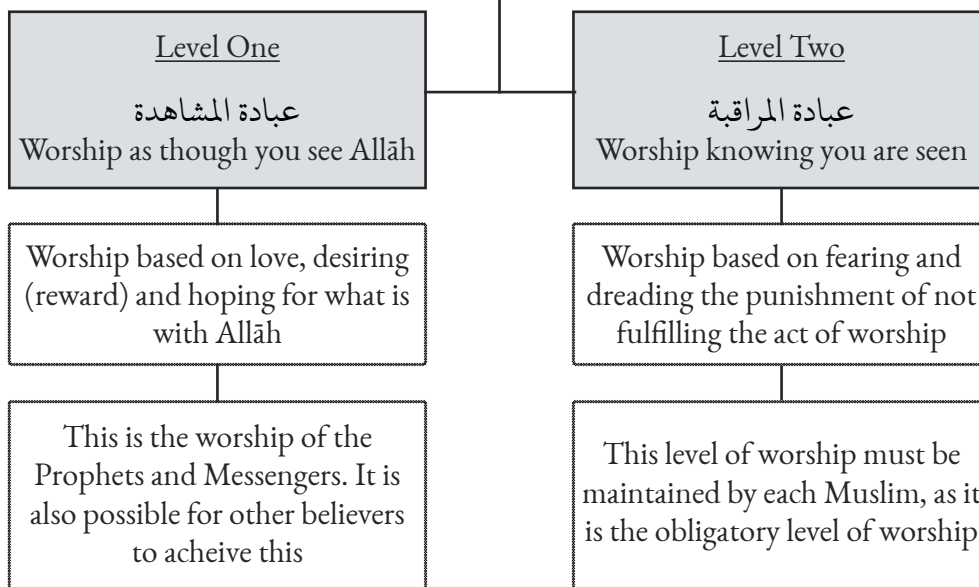 Level One
عبادة المشاهدة
Worship as though you see Allāh
Worship based on love, desiring
(reward) and hoping for what is
with Allāh
This is the worship of the
Prophets and Messengers. It is
also possible for other believers
to acheive this
Level Two
عبادة المراقبة
Worship knowing you are seen
Worship based on fearing and
dreading the punishment of not
fulfilling the act of worship
This level of worship must be
maintained by each Muslim, as it
is the obligatory level of worship